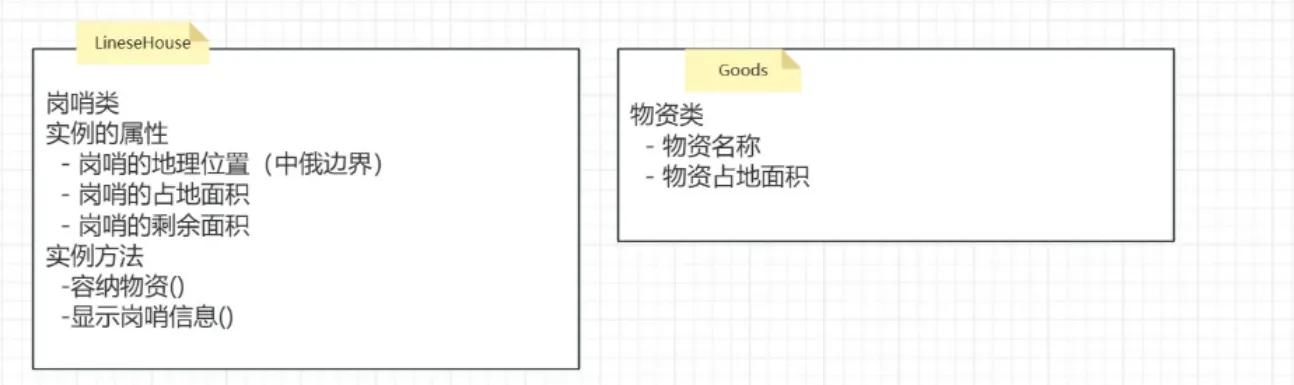 LineseHouse
岗哨类
实例的属性
- 岗哨的地理位置（中俄边界）
- 岗哨的占地面积
- 岗哨的剩余面积
实例方法
-容纳物资()
-显示岗哨信息()
Goods
物资类
- 物资名称
- 物资占地面积